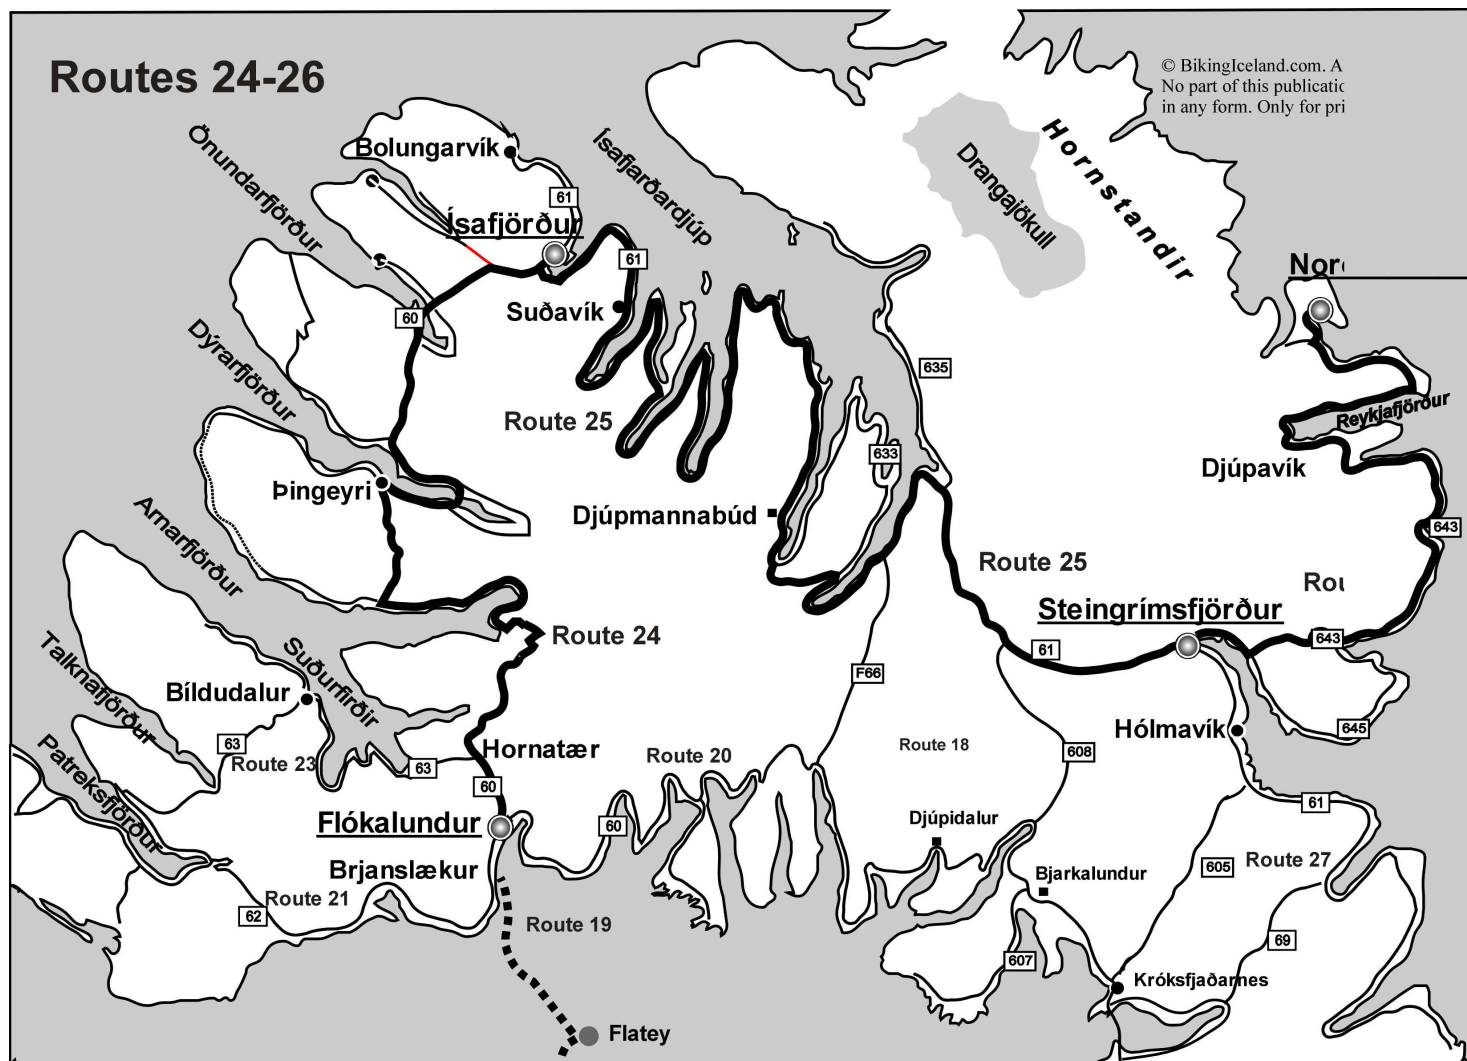 Routes 24-26
© BikingIceland.com. A
No part of this publicatic
in any form. Only for pri
Önundarfjörður
Bolungarvík
Ísafjarðardjúp
Drangajökull
Hornstandir
61
Ísafjörður
61
Nor
Suðavík
60
Dýrarfjörður
635
Route 25
Reykjafjörður
633
Djúpavík
Þingeyri
Djúpmannabúd
643
Arnarfjörður
Route 25
Rou
Steingrímsfjörður
Route 24
643
61
Talknafjörður
Suðurfirðir
F66
Bíldudalur
Hólmavík
645
63
Hornatær
Route 18
608
Patreksfjörður
Route 23
63
Route 20
60
61
Flókalundur
60
Djúpidalur
Brjanslækur
Bjarkalundur
605
Route 27
Route 21
62
Route 19
69
607
Króksfjaðarnes
Flatey